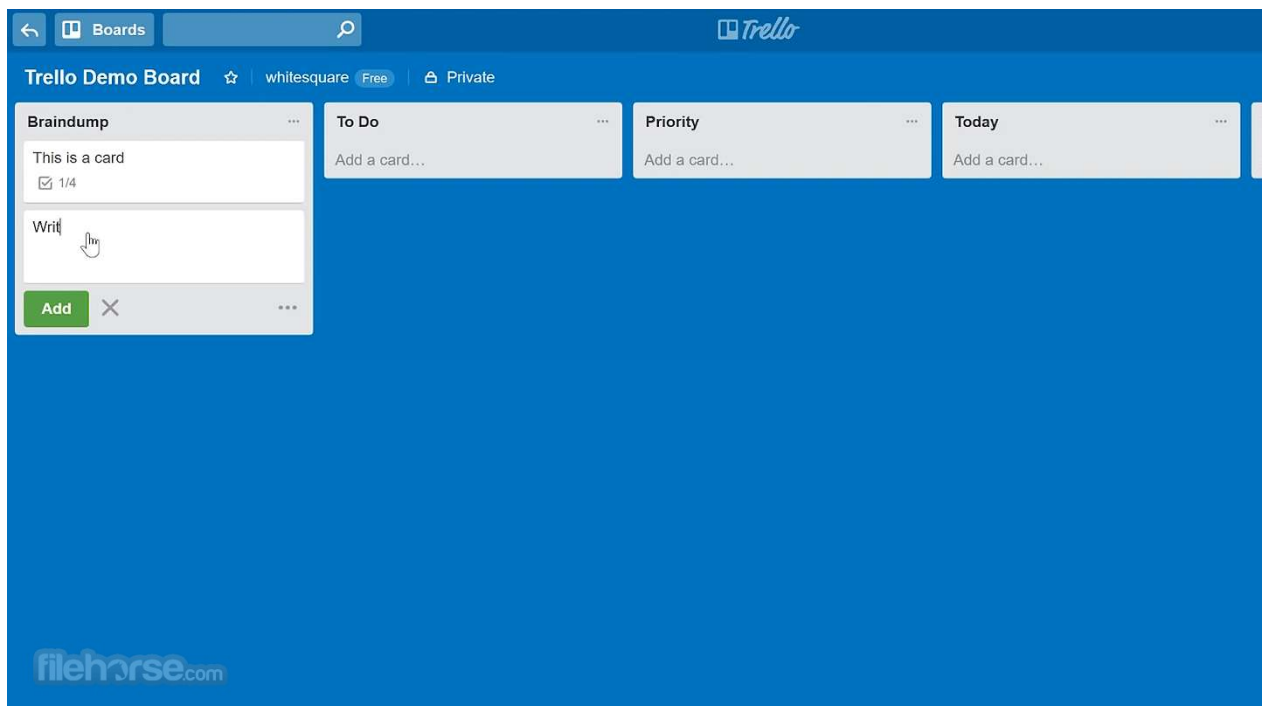 Boards
Trello
Trello Demo Board
whitesquare Free
Private
Braindump
This is a card
1/4
Writ
Add
To Do
Add a card…
Priority
Add a card…
Today
Add a card…
filehorse.com